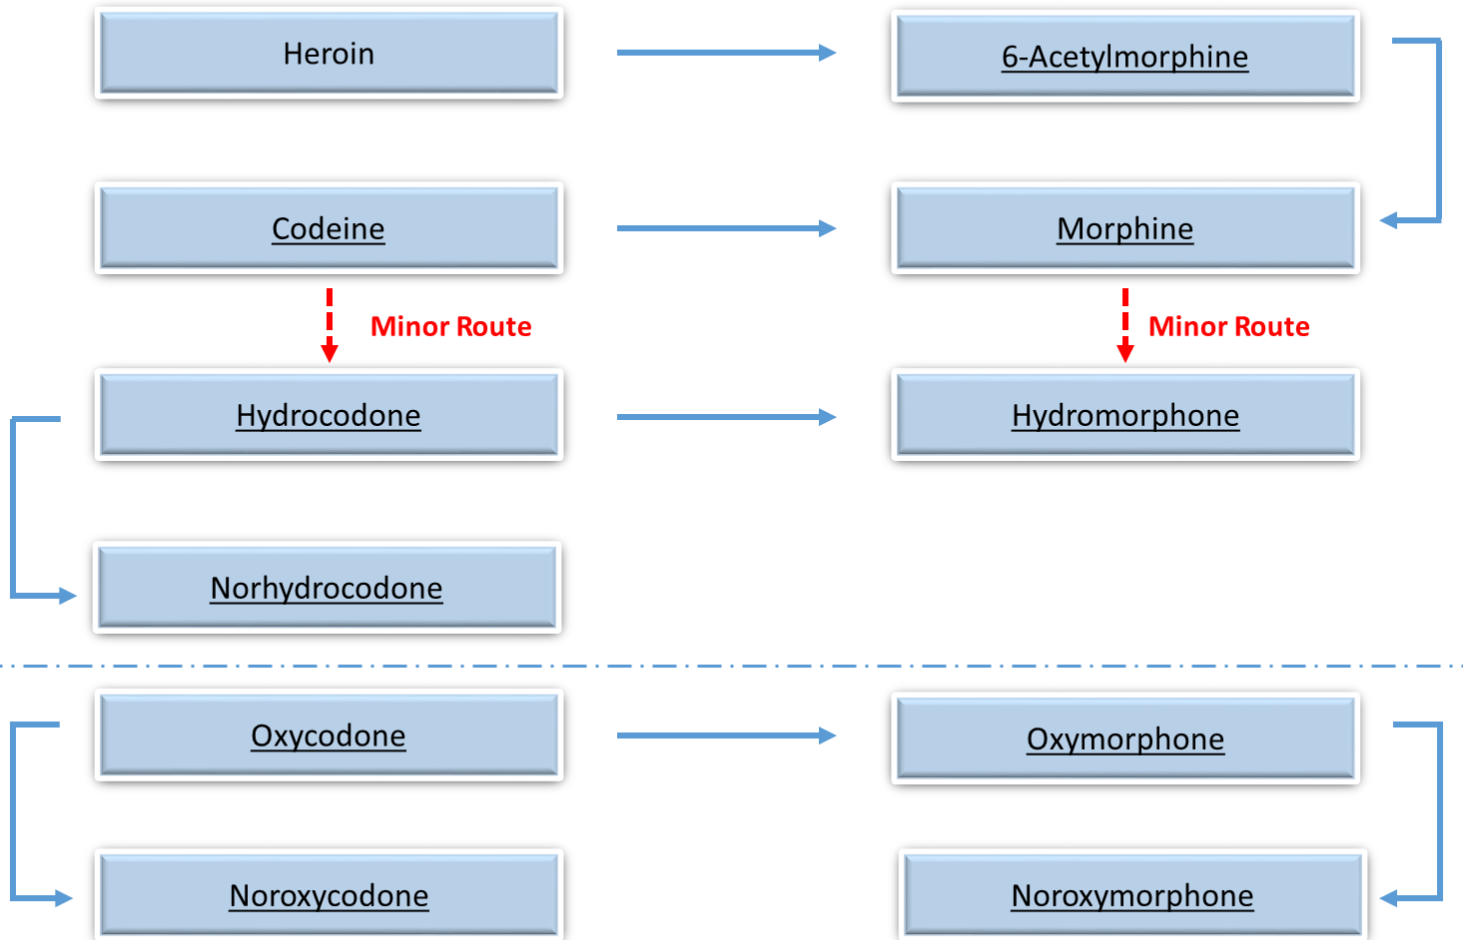 Heroin
6-Acetylmorphine
Codeine
Morphine
Minor Route
Minor Route
Hydrocodone
Hydromorphone
Norhydrocodone
Oxycodone
Oxymorphone
Noroxycodone
Noroxymorphone